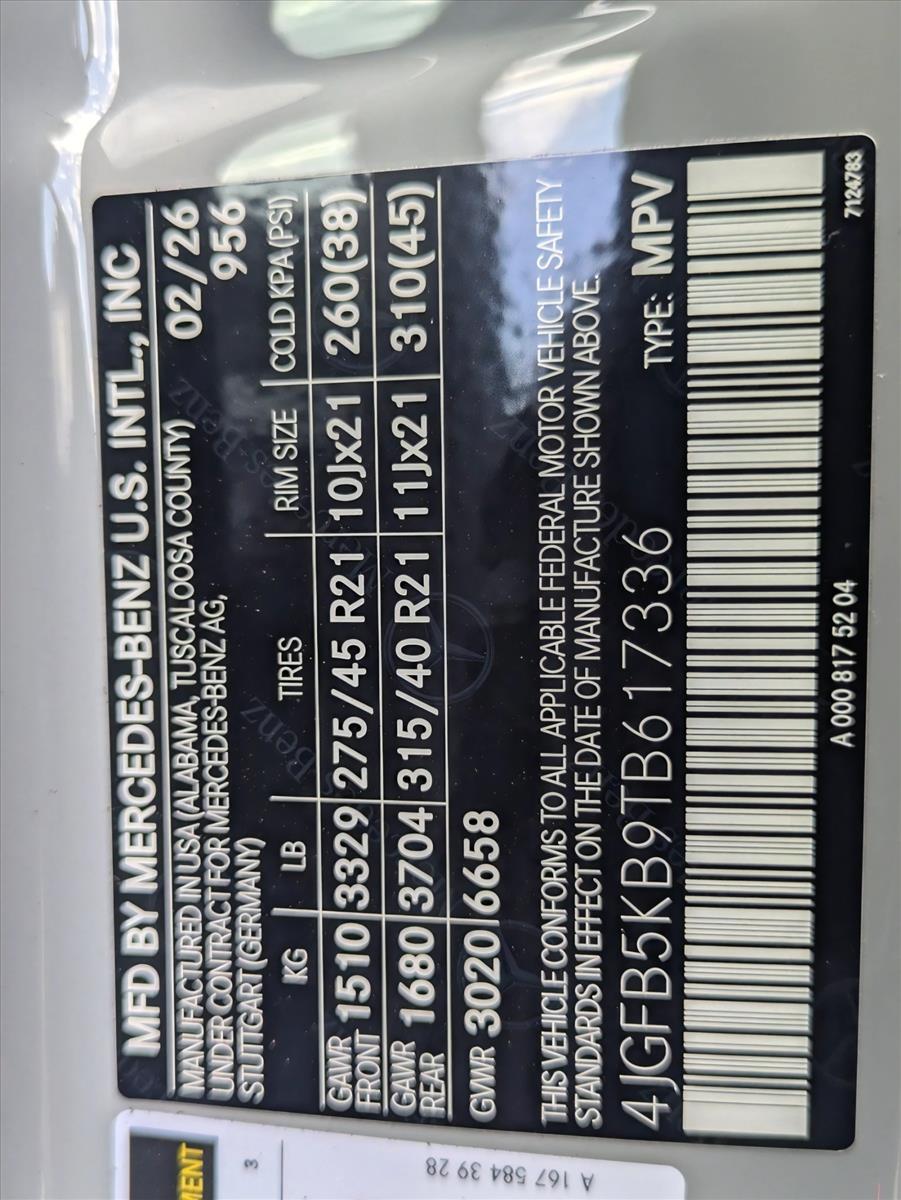 MFD BY MERCEDES-BENZ U.S. INTL., INC
MANUFACTURED IN USA (ALABAMA, TUSCALOOSA COUNTY) 02/26
UNDER CONTRACT FOR MERCEDES-BENZ AG, 956
STUTTGART (GERMANY)
KG LB TIRES RIM SIZE COLD KPA (PSI)
GAWR FRONT 1510 3329 275/45 R21 10Jx21 260(38)
GAWR REAR 1680 3704 315/40 R21 11Jx21 310(45)
GVWR 3020 6658
THIS VEHICLE CONFORMS TO ALL APPLICABLE FEDERAL MOTOR VEHICLE SAFETY
STANDARDS IN EFFECT ON THE DATE OF MANUFACTURE SHOWN ABOVE.
4JGFB5KB9TB617336 TYPE: MPV
A 000 817 52 04 7124783
MENT
3
A 167 584 39 28